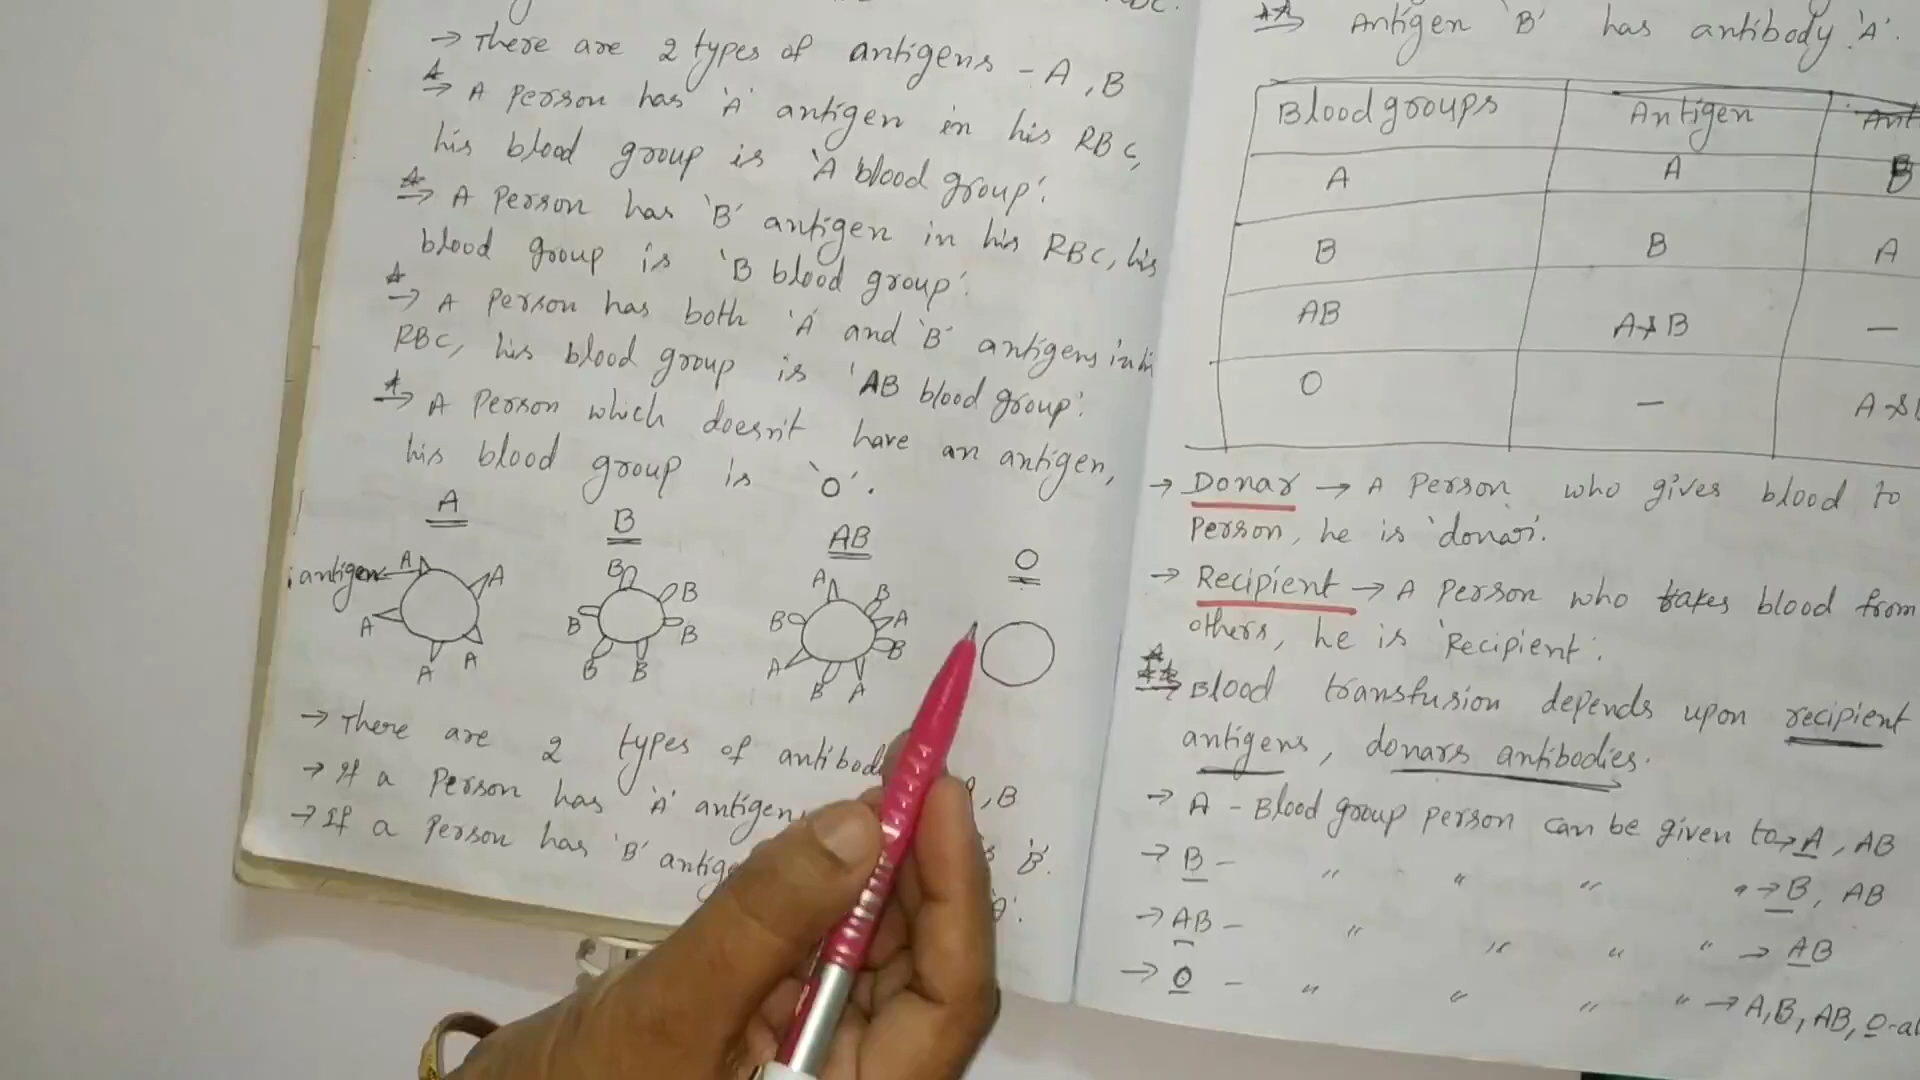 → There are 2 types of antigens - A, B
→ A person has 'A' antigen in his RBC,
his blood group is 'A blood group'.
→ A person has 'B' antigen in his RBC, his
blood group is 'B blood group'.
→ A person has both 'A' and 'B' antigens in
RBC, his blood group is 'AB blood group'.
→ A person which doesn't have an antigen,
his blood group is 'O'.
A B AB O
antigen A A A A A
B B B B B B
A B A B A B A B
→ There are 2 types of , B
→ If a person has 'A' antigen 'B'.
→ If a person has 'B' 'A'.
→ Antigen 'B' has antibody 'A'.
Blood groups Antigen
A A B
B B A
AB A & B —
O — A &
→ Donar → A person who gives blood to
person, he is 'donar'.
→ Recipient → A person who takes blood from
others, he is 'Recipient'.
→ Blood transfusion depends upon recipient
antigens, donars antibodies.
→ A - Blood group person can be given to → A, AB
→ B - " " " " → B, AB
→ AB - " " " " → AB
→ O - " " " " → A, B, AB, O